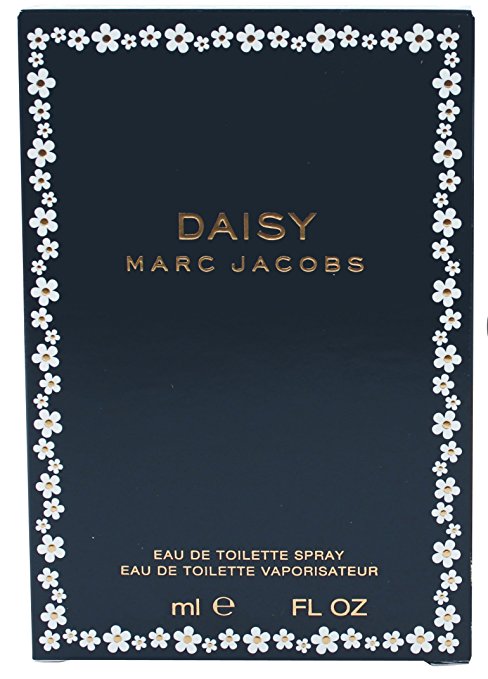 DAISY
MARC JACOBS
EAU DE TOILETTE SPRAY
EAU DE TOILETTE VAPORISATEUR
ml ℮ FL OZ